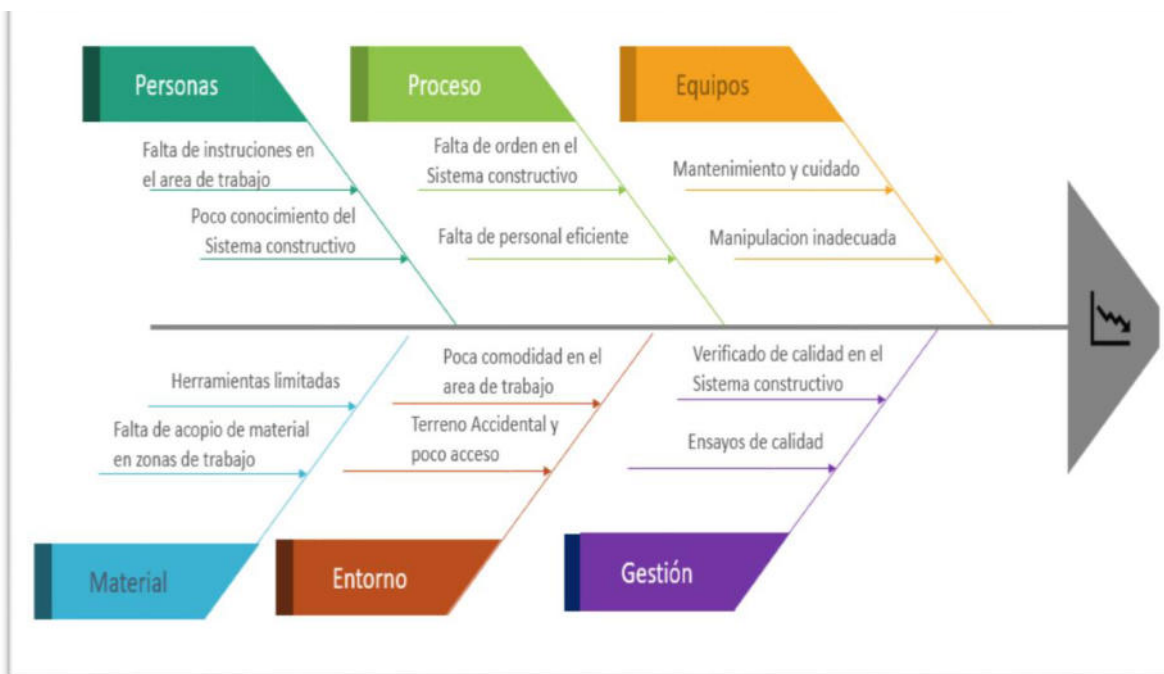 Personas
Falta de instruciones en
el area de trabajo
Poco conocimiento del
Sistema constructivo
Proceso
Falta de orden en el
Sistema constructivo
Falta de personal eficiente
Equipos
Mantenimiento y cuidado
Manipulacion inadecuada
Herramientas limitadas
Falta de acopio de material
en zonas de trabajo
Material
Poca comodidad en el
area de trabajo
Terreno Accidental y
poco acceso
Entorno
Verificado de calidad en el
Sistema constructivo
Ensayos de calidad
Gestión